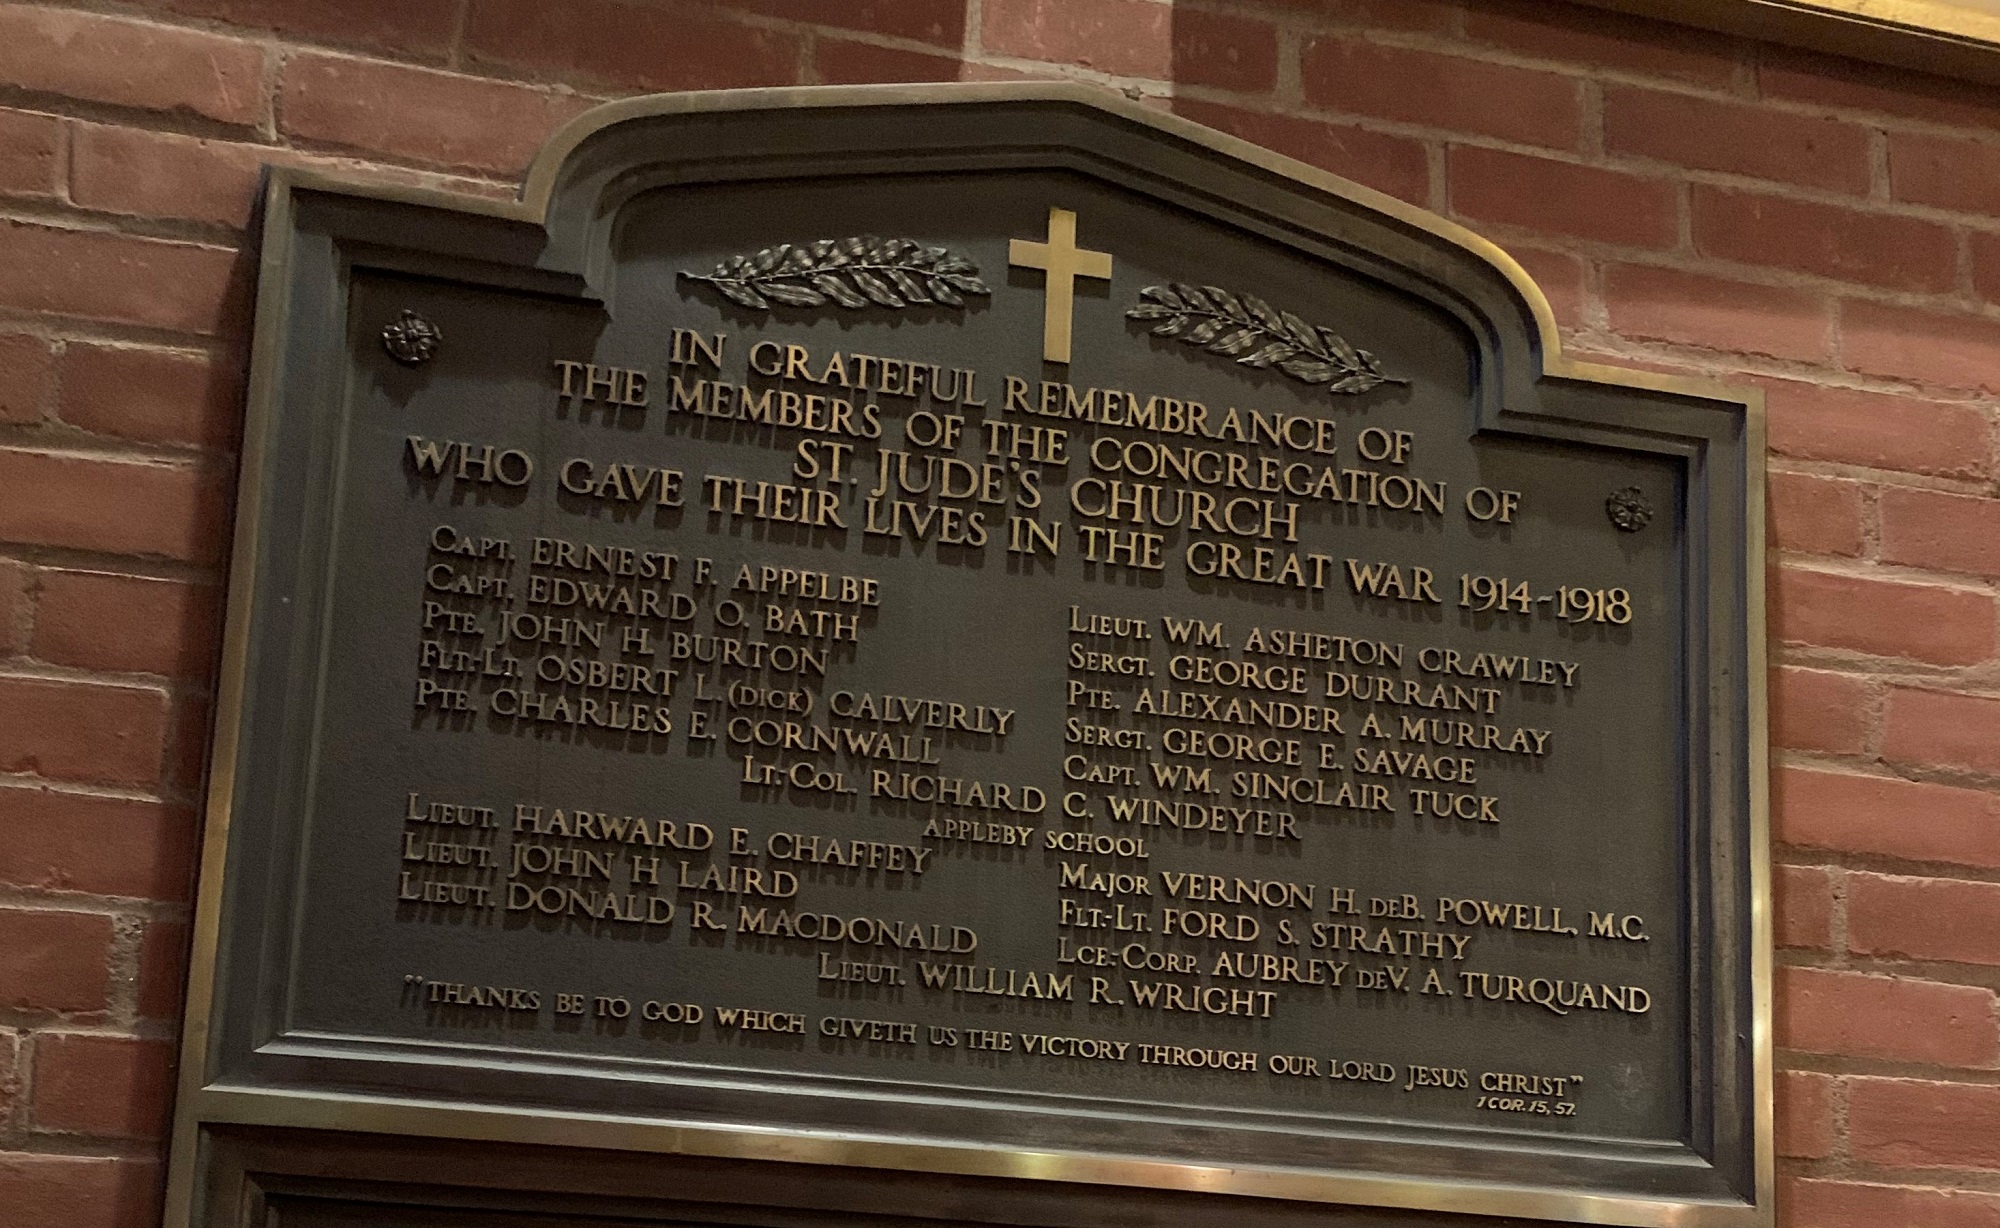 IN GRATEFUL REMEMBRANCE OF
THE MEMBERS OF THE CONGREGATION OF
ST. JUDE'S CHURCH
WHO GAVE THEIR LIVES IN THE GREAT WAR 1914-1918
CAPT. ERNEST F. APPELBE
CAPT. EDWARD O. BATH
PTE. JOHN H. BURTON
FLT.-LT. OSBERT L. (DICK) CALVERLY
PTE. CHARLES E. CORNWALL
LIEUT. WM. ASHETON CRAWLEY
SERGT. GEORGE DURRANT
PTE. ALEXANDER A. MURRAY
SERGT. GEORGE E. SAVAGE
CAPT. WM. SINCLAIR TUCK
LT.-COL. RICHARD C. WINDEYER
APPLEBY SCHOOL
LIEUT. HARWARD E. CHAFFEY
LIEUT. JOHN H LAIRD
LIEUT. DONALD R. MACDONALD
MAJOR VERNON H. DEB. POWELL, M.C.
FLT.-LT. FORD S. STRATHY
LCE.-CORP. AUBREY DEV. A. TURQUAND
LIEUT. WILLIAM R. WRIGHT
"THANKS BE TO GOD WHICH GIVETH US THE VICTORY THROUGH OUR LORD JESUS CHRIST"
1 COR. 15, 57.